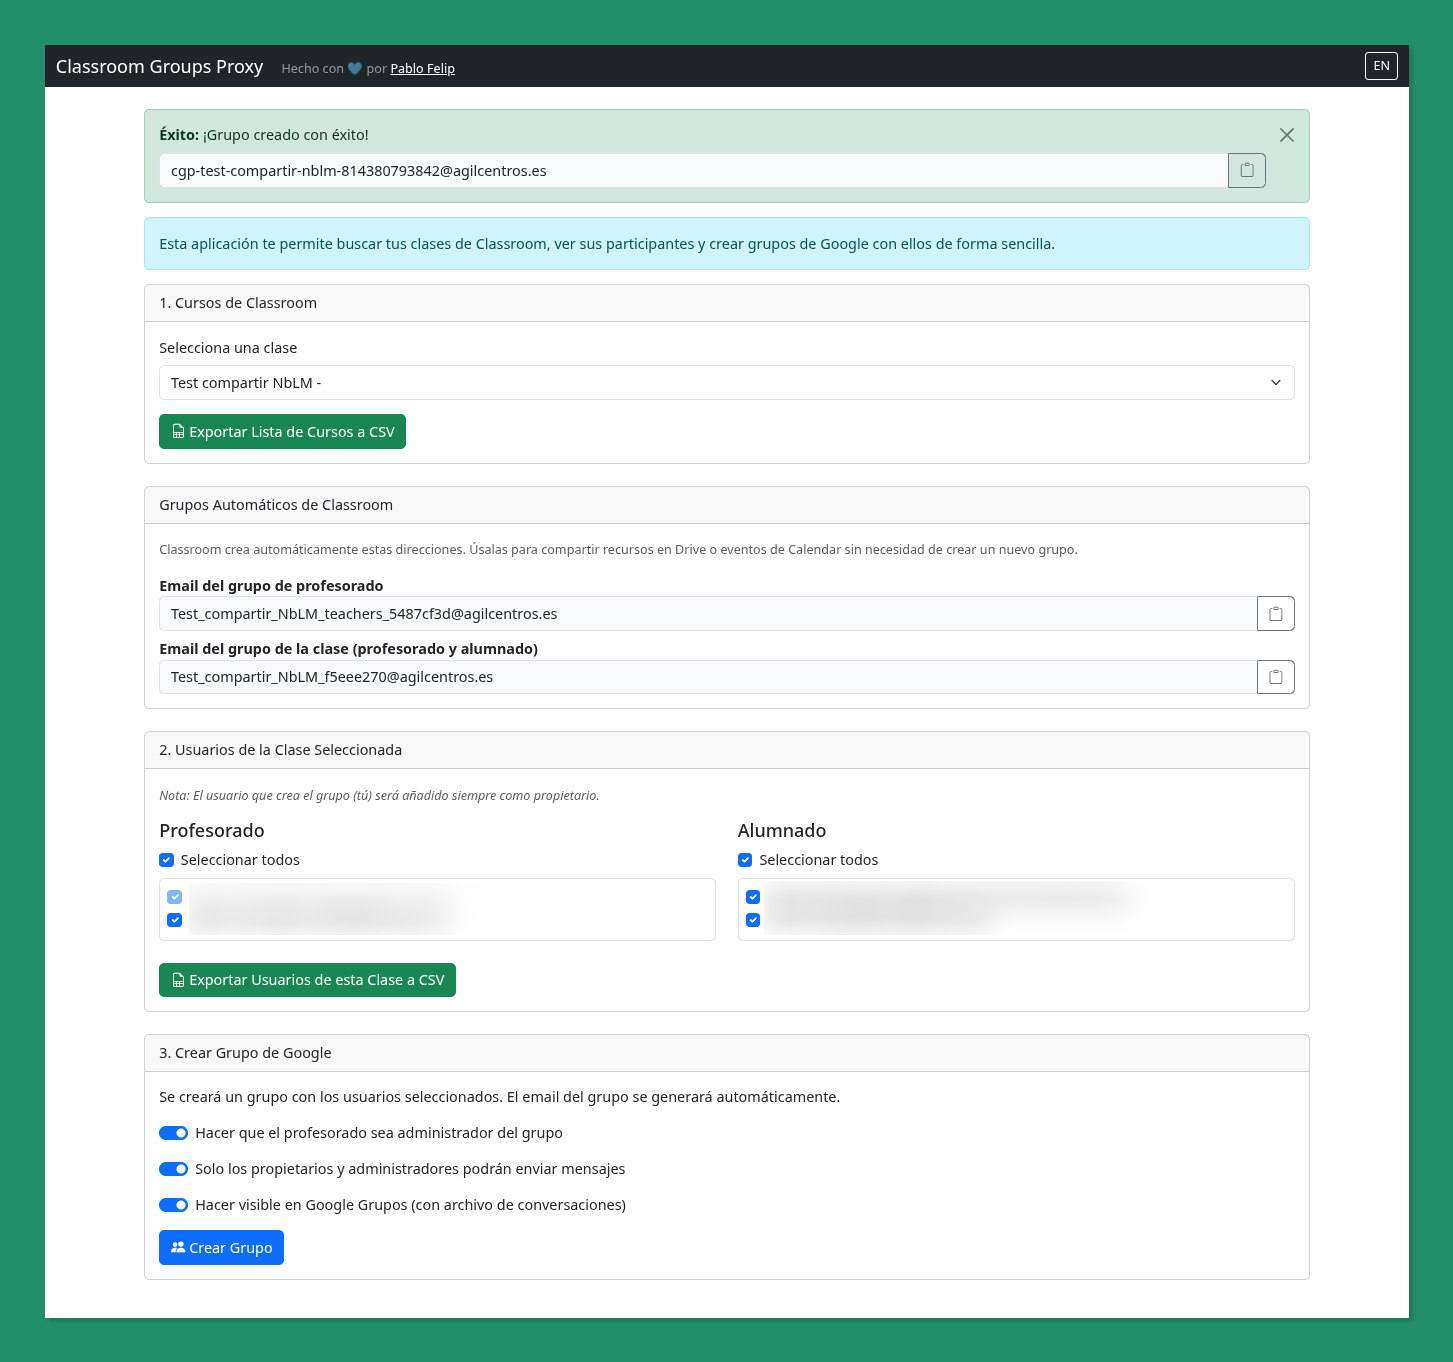 Classroom Groups Proxy Hecho con 💙 por Pablo Felip EN
Éxito: ¡Grupo creado con éxito!
cgp-test-compartir-nblm-814380793842@agilcentros.es
Esta aplicación te permite buscar tus clases de Classroom, ver sus participantes y crear grupos de Google con ellos de forma sencilla.
1. Cursos de Classroom
Selecciona una clase
Test compartir NbLM -
Exportar Lista de Cursos a CSV
Grupos Automáticos de Classroom
Classroom crea automáticamente estas direcciones. Úsalas para compartir recursos en Drive o eventos de Calendar sin necesidad de crear un nuevo grupo.
Email del grupo de profesorado
Test_compartir_NbLM_teachers_5487cf3d@agilcentros.es
Email del grupo de la clase (profesorado y alumnado)
Test_compartir_NbLM_f5eee270@agilcentros.es
2. Usuarios de la Clase Seleccionada
Nota: El usuario que crea el grupo (tú) será añadido siempre como propietario.
Profesorado
Seleccionar todos
Alumnado
Seleccionar todos
Exportar Usuarios de esta Clase a CSV
3. Crear Grupo de Google
Se creará un grupo con los usuarios seleccionados. El email del grupo se generará automáticamente.
Hacer que el profesorado sea administrador del grupo
Solo los propietarios y administradores podrán enviar mensajes
Hacer visible en Google Grupos (con archivo de conversaciones)
Crear Grupo